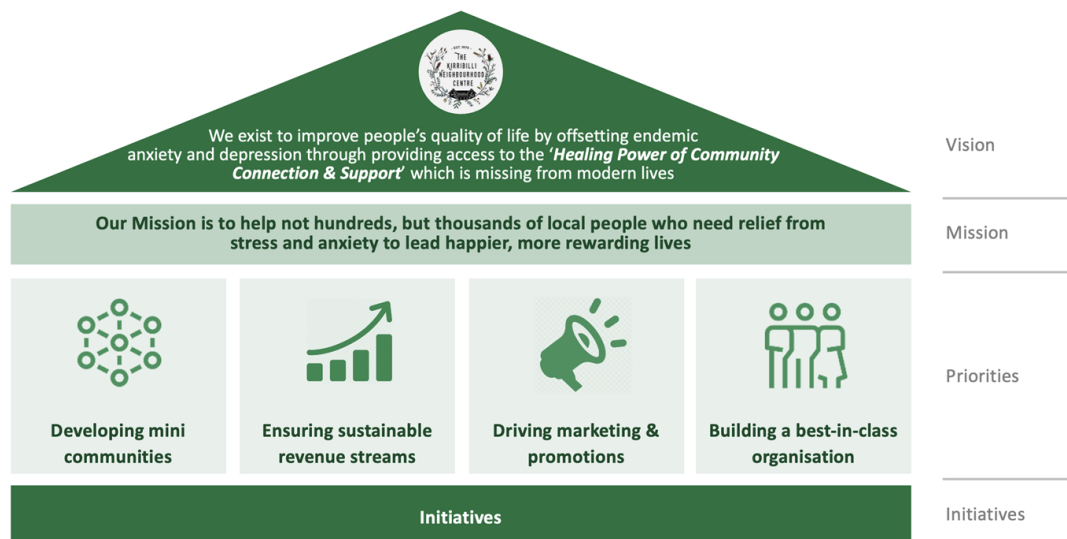 · EST 1975 ·
THE
KIRRIBILLI
NEIGHBOURHOOD
CENTRE
We exist to improve people's quality of life by offsetting endemic
anxiety and depression through providing access to the 'Healing Power of Community
Connection & Support' which is missing from modern lives
Vision
Our Mission is to help not hundreds, but thousands of local people who need relief from
stress and anxiety to lead happier, more rewarding lives
Mission
Developing mini
communities
Ensuring sustainable
revenue streams
Driving marketing &
promotions
Building a best-in-class
organisation
Priorities
Initiatives
Initiatives